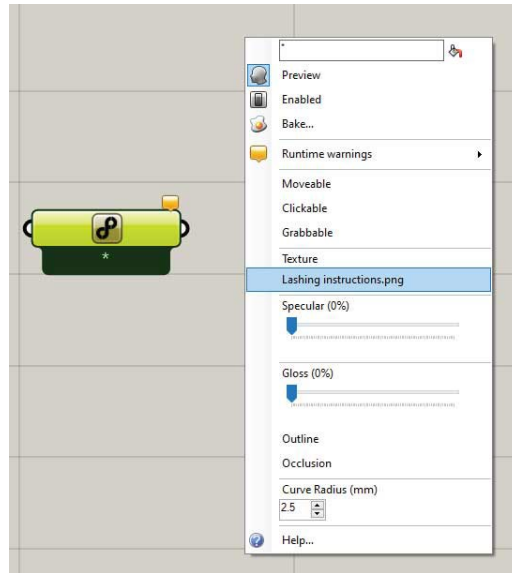 *
Preview
Enabled
Bake...
Runtime warnings
Moveable
Clickable
Grabbable
Texture
Lashing instructions.png
Specular (0%)
Gloss (0%)
Outline
Occlusion
Curve Radius (mm)
2.5
Help...
*